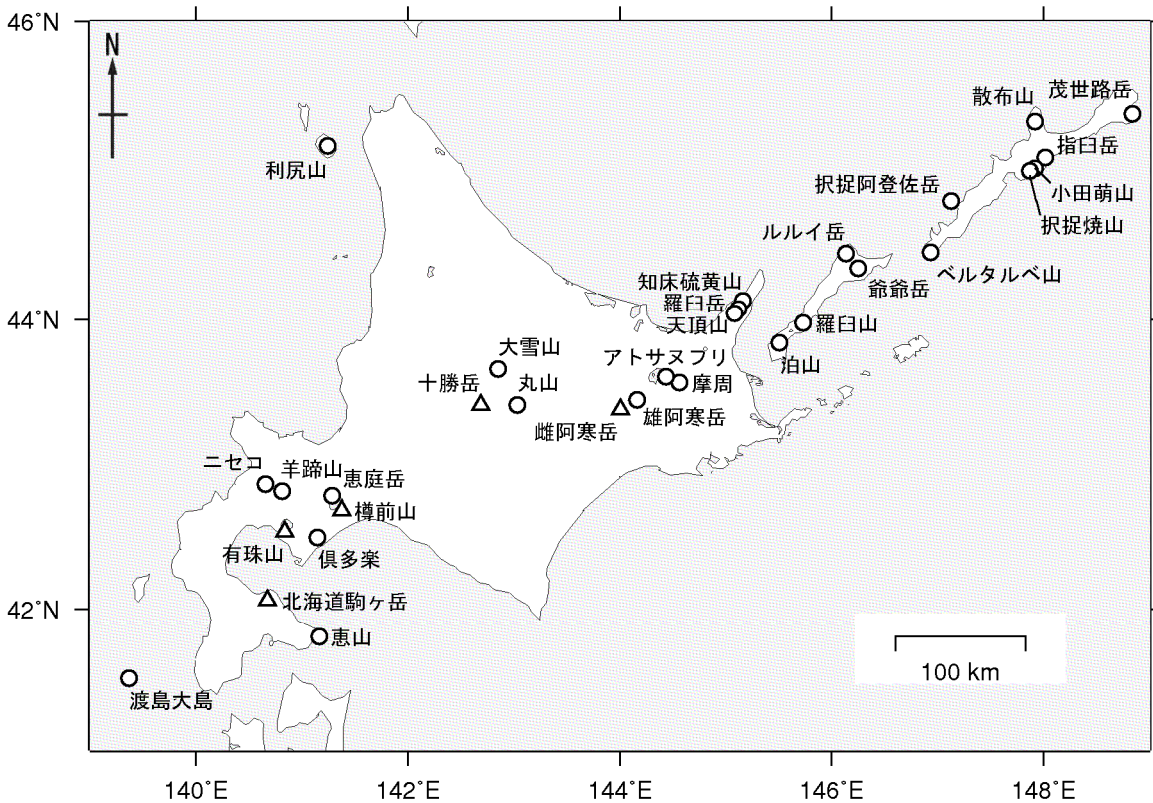 46°N
N
茂世路岳
散布山
指臼岳
利尻山
択捉阿登佐岳
小田萌山
択捉焼山
ルルイ岳
ベルタルベ山
知床硫黄山
爺爺岳
羅臼岳
44°N
天頂山
羅臼山
大雪山
アトサヌプリ
泊山
十勝岳
丸山
摩周
雄阿寒岳
雌阿寒岳
ニセコ
羊蹄山
恵庭岳
樽前山
有珠山
倶多楽
42°N
北海道駒ヶ岳
恵山
100 km
渡島大島
140°E
142°E
144°E
146°E
148°E